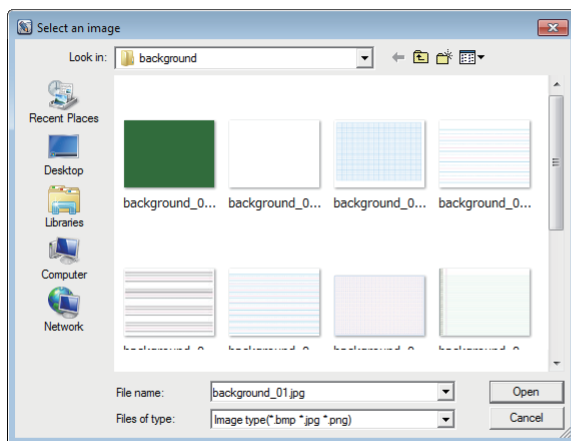 Select an image
Look in:
background
Recent Places
Desktop
Libraries
Computer
Network
background_0... background_0... background_0... background_0...
File name:
background_01.jpg
Open
Files of type:
Image type(*.bmp *.jpg *.png)
Cancel